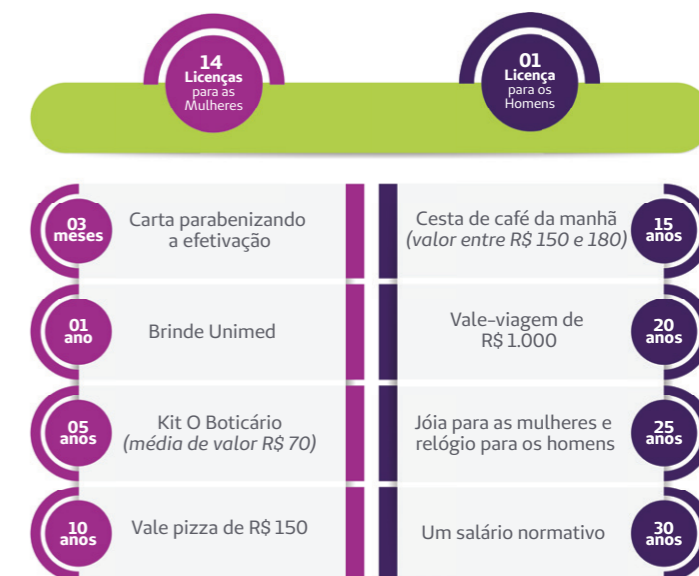 14
Licenças
para as
Mulheres
01
Licença
para os
Homens
03
meses
Carta parabenizando
a efetivação
Cesta de café da manhã
(valor entre R$ 150 e 180)
15
anos
01
ano
Brinde Unimed
Vale-viagem de
R$ 1.000
20
anos
05
anos
Kit O Boticário
(média de valor R$ 70)
Jóia para as mulheres e
relógio para os homens
25
anos
10
anos
Vale pizza de R$ 150
Um salário normativo
30
anos